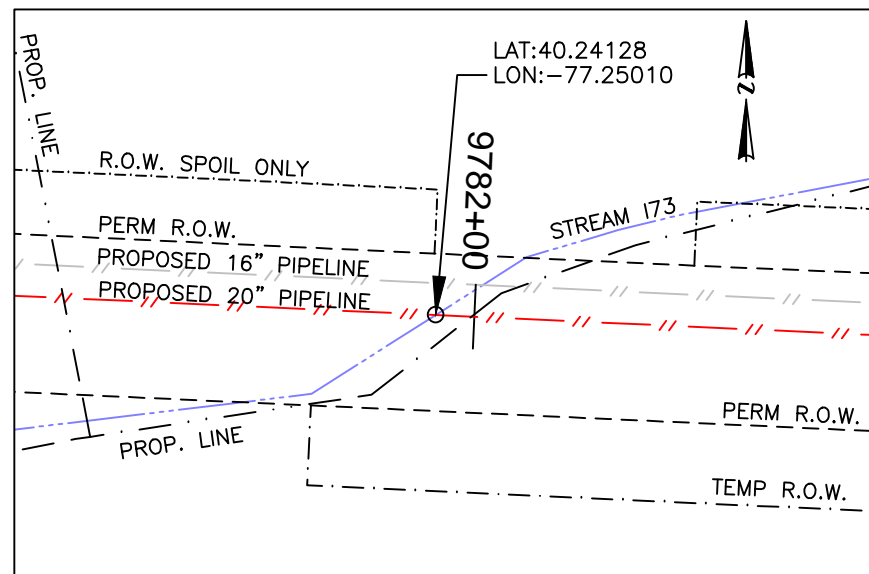 LAT:40.24128
LON:-77.25010
PROP. LINE
N
9782+00
R.O.W. SPOIL ONLY
STREAM I73
PERM R.O.W.
PROPOSED 16" PIPELINE
PROPOSED 20" PIPELINE
PERM R.O.W.
PROP. LINE
TEMP R.O.W.